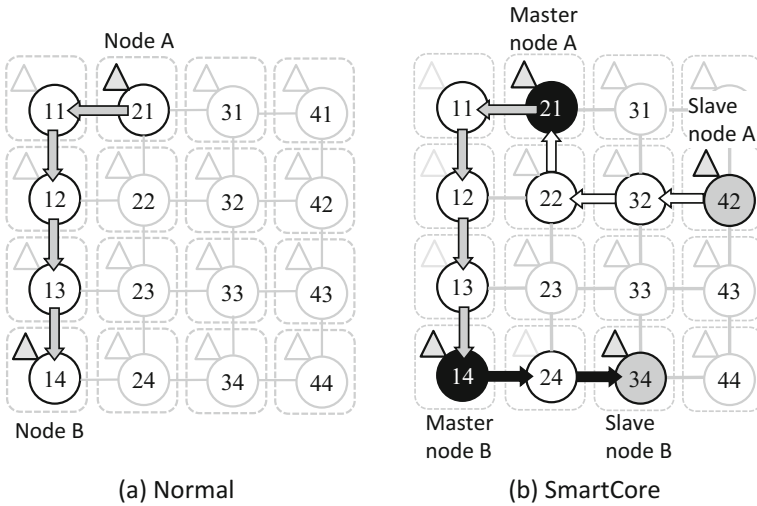 Node A
11 21 31 41
12 22 32 42
13 23 33 43
14 24 34 44
Node B
(a) Normal
Master
node A
11 21 31
Slave
node A
12 22 32 42
13 23 33 43
14 24 34 44
Master
node B
Slave
node B
(b) SmartCore